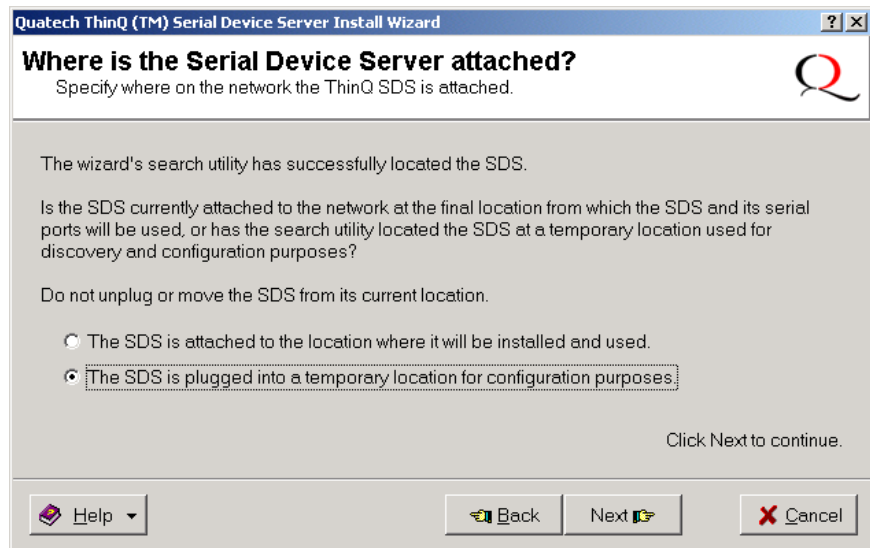 Quatech ThinQ (TM) Serial Device Server Install Wizard
Where is the Serial Device Server attached?
Specify where on the network the ThinQ SDS is attached.
The wizard's search utility has successfully located the SDS.
Is the SDS currently attached to the network at the final location from which the SDS and its serial
ports will be used, or has the search utility located the SDS at a temporary location used for
discovery and configuration purposes?
Do not unplug or move the SDS from its current location.
The SDS is attached to the location where it will be installed and used.
The SDS is plugged into a temporary location for configuration purposes.
Click Next to continue.
Help
Back
Next
Cancel